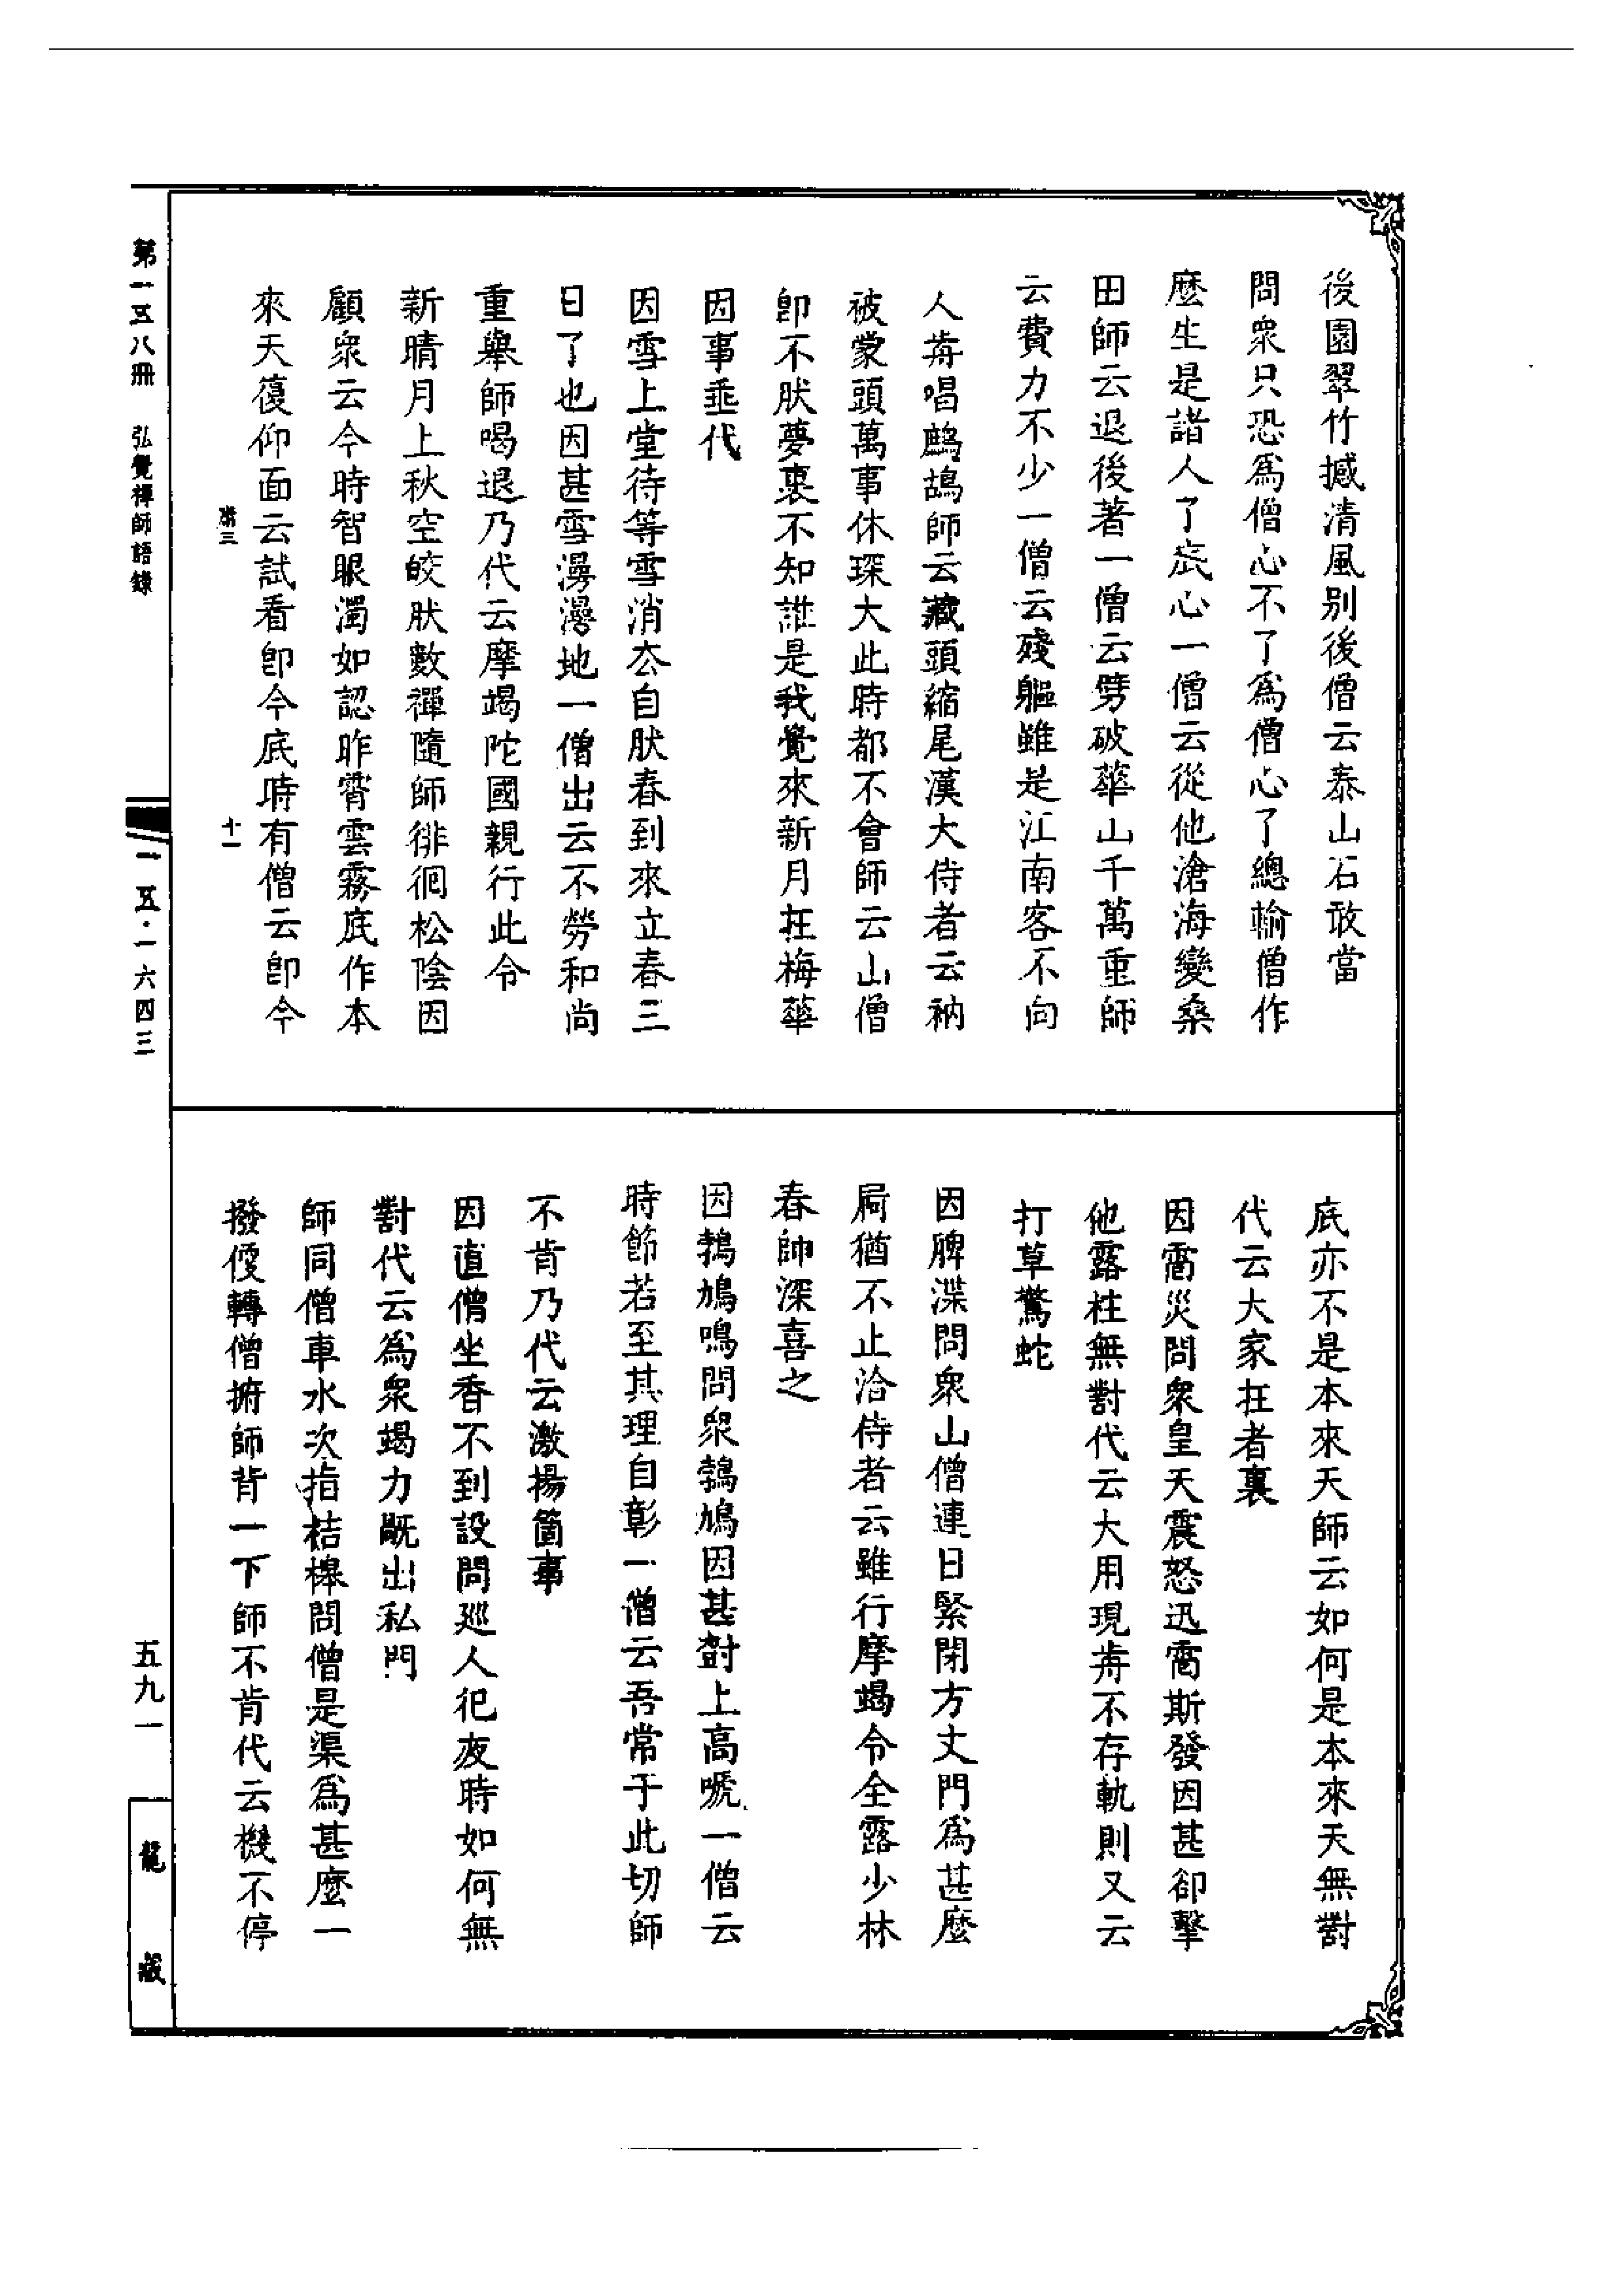 後園翠竹撼清風別後僧云泰山石敢當
問衆只恐爲僧心不了爲僧心了總輸僧作
麼生是諸人了底心一僧云從他滄海變桑
田師云退後著一僧云劈破華山千萬重師
云費力不少一僧云殘軀雖是江南客不向
人歬唱鷓鴣師云藏頭縮尾漢大侍者云衲
被蒙頭萬事休琛大此時都不會師云山僧
卽不肰夢裏不知誰是我覺來新月在梅華
因事垂代
因雪上堂待等雪消厺自肰春到來立春三
日了也因甚雪漫漫地一僧出云不勞和尚
重舉師喝退乃代云摩竭陀國親行此令
新晴月上秋空皎肰數禪隨師徘徊松陰因
顧衆云今時智眼濁如認昨宵雲霧底作本
來天復仰面云試看卽今底時有僧云卽今
底亦不是本來天師云如何是本來天無對
代云大家在者裏
因雷災問衆皇天震怒迅雷斯發因甚卻擊
他露柱無對代云大用現歬不存軌則又云
打草驚蛇
因脾渫問衆山僧連日緊閉方丈門爲甚麼
屙猶不止洽侍者云雖行摩竭令全露少林
春帥深喜之
因鵓鳩鳴問衆鵓鳩因甚對上高唬一僧云
時節若至其理自彰一僧云吾常于此切師
不肯乃代云激揚箇事
因直僧坐香不到設問廵人犯夜時如何無
對代云爲衆竭力旤出私門
師同僧車水次指桔槔問僧是渠爲甚麼一
撥便轉僧拊師背一下師不肯代云機不停
第一五八冊　弘覺禪師語錄
十一
一五·一六四三
五九一
龍藏